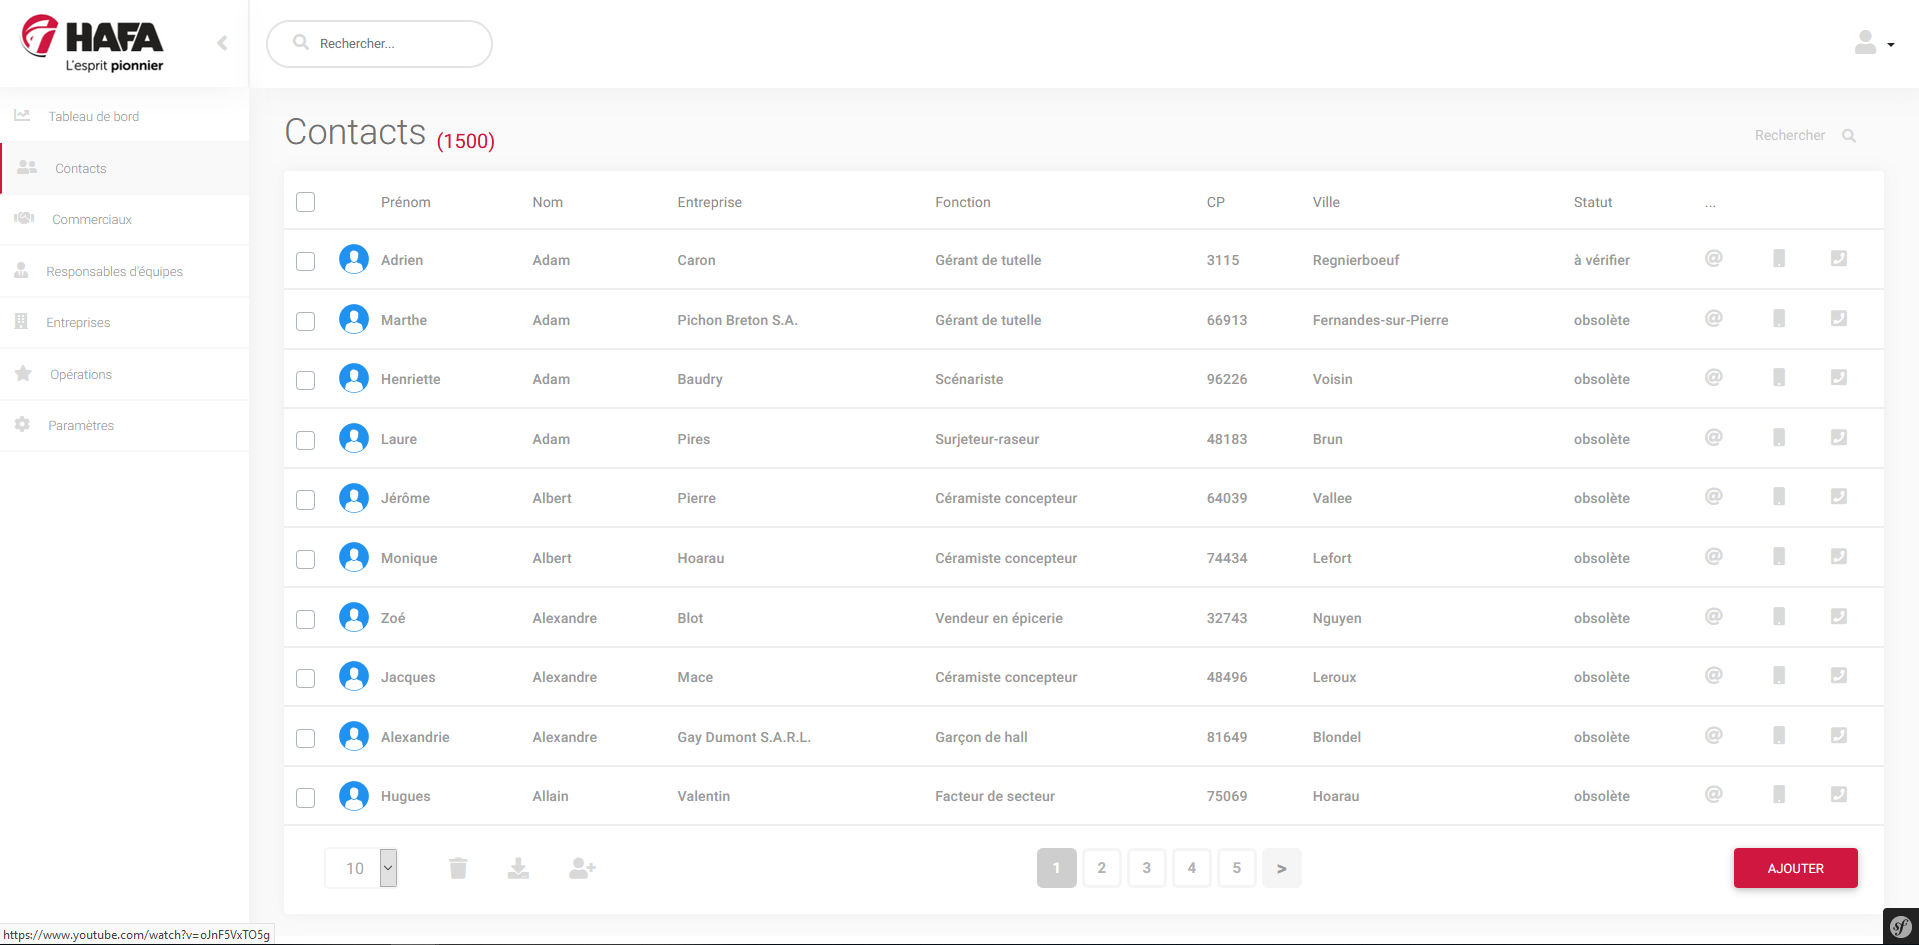 HAFA
L'esprit pionnier
Rechercher...
Tableau de bord
Contacts
Commerciaux
Responsables d'équipes
Entreprises
Opérations
Paramètres
Contacts (1500)
Rechercher
Prénom Nom Entreprise Fonction CP Ville Statut ...
Adrien Adam Caron Gérant de tutelle 3115 Regnierboeuf à vérifier @
Marthe Adam Pichon Breton S.A. Gérant de tutelle 66913 Fernandes-sur-Pierre obsolète @
Henriette Adam Baudry Scénariste 96226 Voisin obsolète @
Laure Adam Pires Surjeteur-raseur 48183 Brun obsolète @
Jérôme Albert Pierre Céramiste concepteur 64039 Vallee obsolète @
Monique Albert Hoarau Céramiste concepteur 74434 Lefort obsolète @
Zoé Alexandre Blot Vendeur en épicerie 32743 Nguyen obsolète @
Jacques Alexandre Mace Céramiste concepteur 48496 Leroux obsolète @
Alexandrie Alexandre Gay Dumont S.A.R.L. Garçon de hall 81649 Blondel obsolète @
Hugues Allain Valentin Facteur de secteur 75069 Hoarau obsolète @
10 1 2 3 4 5 > AJOUTER
https://www.youtube.com/watch?v=oJnF5VxTO5g
sf